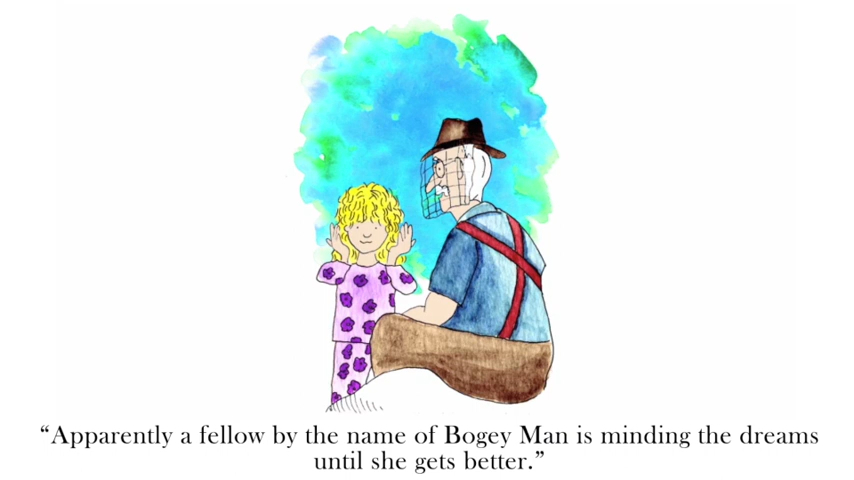 “Apparently a fellow by the name of Bogey Man is minding the dreams
until she gets better.”